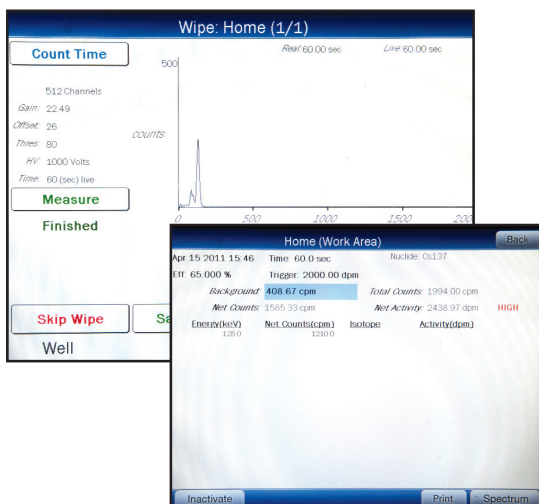 Wipe: Home (1/1)
Count Time
Real: 60.00 sec Live: 60.00 sec
500
512 Channels
Gain: 22.49
Offset: 26
counts
Thres: 80
HV: 1000 Volts
Time: 60 (sec) live
Measure
0 500 1000 1500 200
Finished
Skip Wipe Sa
Well
Home (Work Area) Back
Apr 15 2011 15:46 Time: 60.0 sec Nuclide: Cs137
Eff: 65.000 % Trigger: 2000.00 dpm
Background: 408.67 cpm Total Counts: 1994.00 cpm
Net Counts: 1585.33 cpm Net Activity: 2438.97 dpm HIGH
Energy(keV) Net Counts(cpm) Isotope Activity(dpm)
128.0 1210.0
Inactivate Print Spectrum